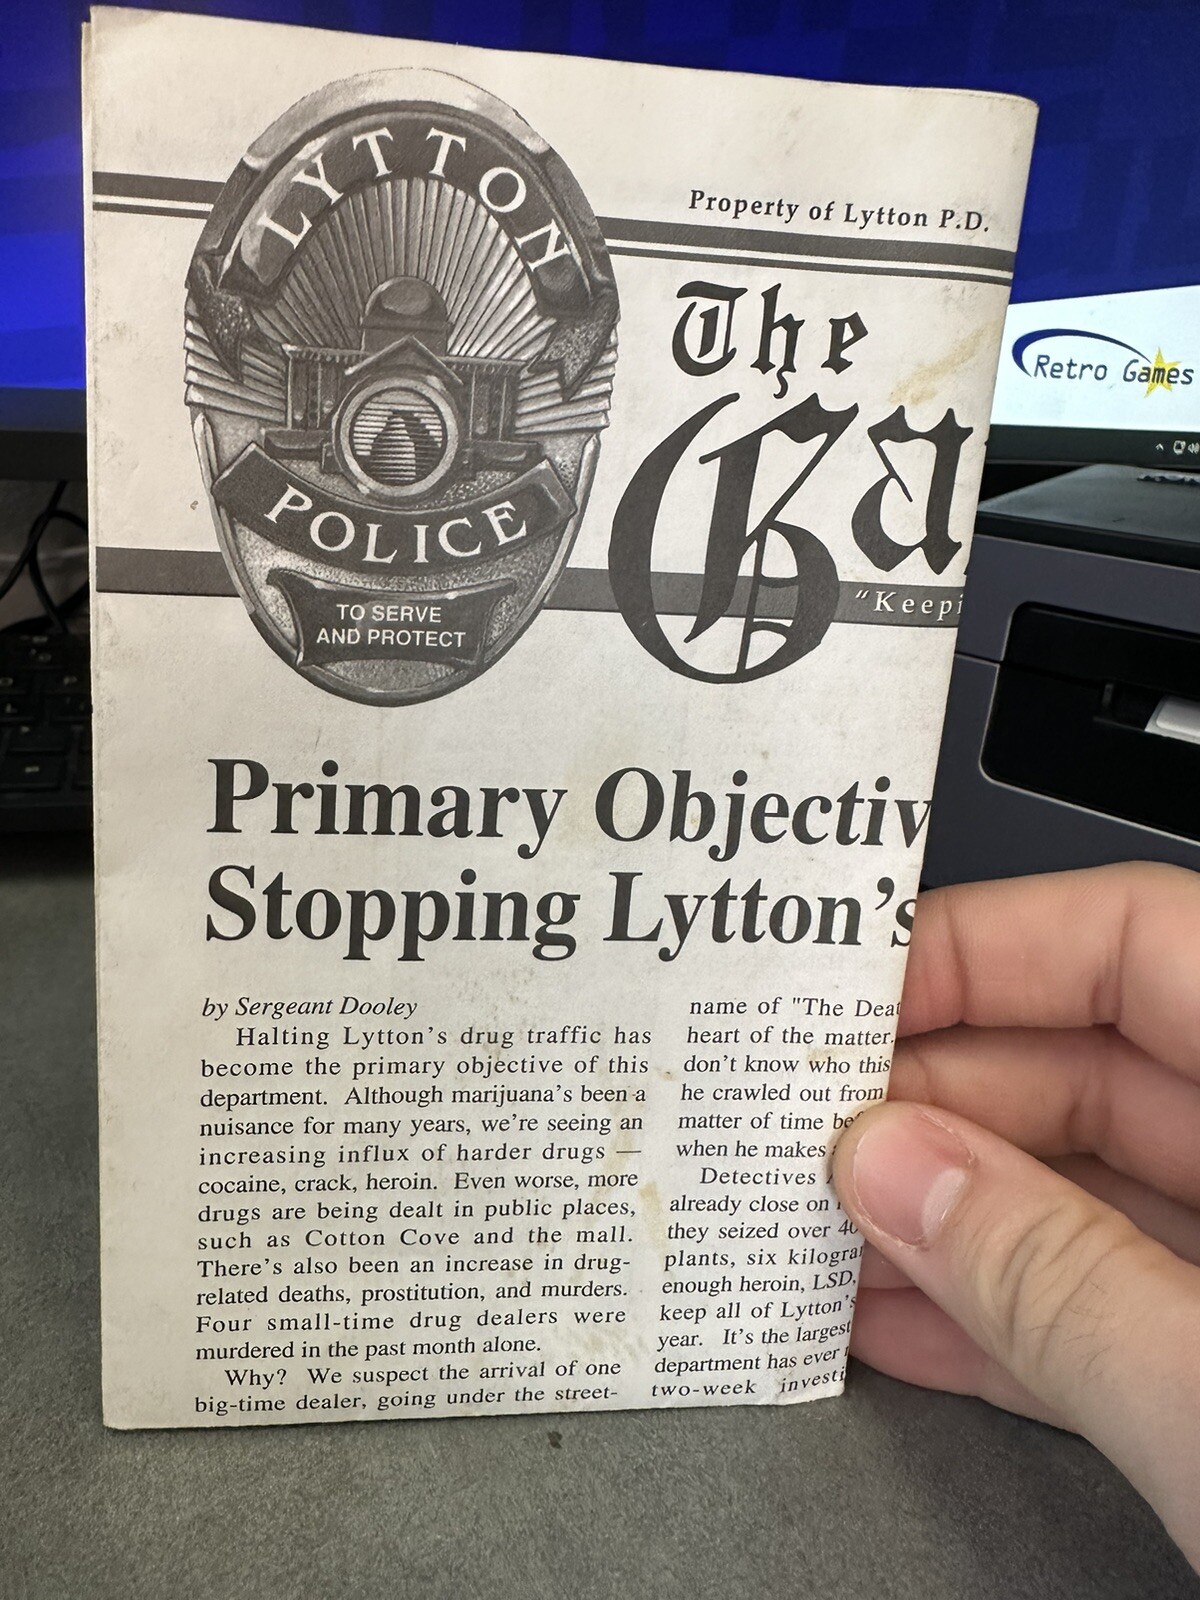 LYTTON
POLICE
TO SERVE
AND PROTECT
Property of Lytton P.D.
The
Ga
"Keepi
Retro Games
Primary Objectiv
Stopping Lytton's
by Sergeant Dooley
Halting Lytton's drug traffic has
become the primary objective of this
department. Although marijuana's been a
nuisance for many years, we're seeing an
increasing influx of harder drugs —
cocaine, crack, heroin. Even worse, more
drugs are being dealt in public places,
such as Cotton Cove and the mall.
There's also been an increase in drug-
related deaths, prostitution, and murders.
Four small-time drug dealers were
murdered in the past month alone.
Why? We suspect the arrival of one
big-time dealer, going under the street-
name of "The Deat
heart of the matter.
don't know who this
he crawled out from
matter of time bef
when he makes
Detectives
already close on
they seized over 40
plants, six kilogra
enough heroin, LSD,
keep all of Lytton's
year. It's the largest
department has ever
two-week investi